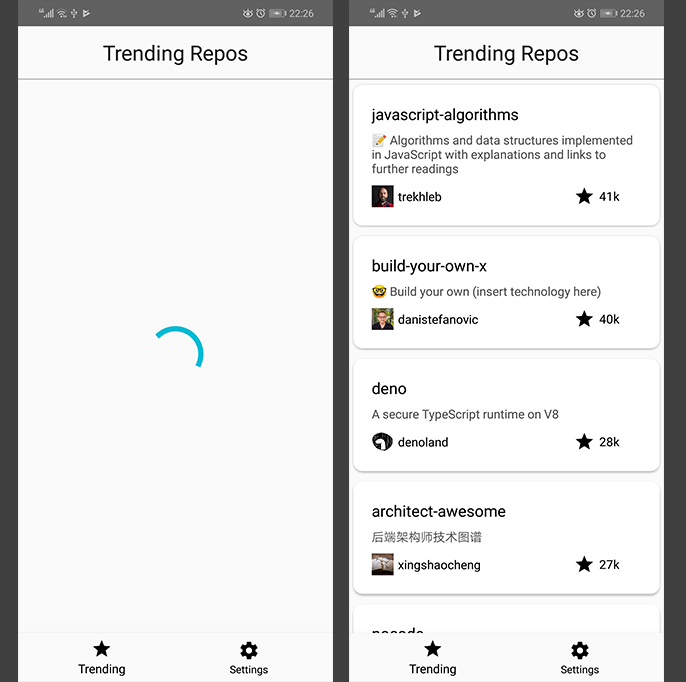 22:26
Trending Repos
Trending
Settings
22:26
Trending Repos
javascript-algorithms
📝 Algorithms and data structures implemented
in JavaScript with explanations and links to
further readings
trekhleb
41k
build-your-own-x
🤓 Build your own (insert technology here)
danistefanovic
40k
deno
A secure TypeScript runtime on V8
denoland
28k
architect-awesome
后端架构师技术图谱
xingshaocheng
27k
Trending
Settings